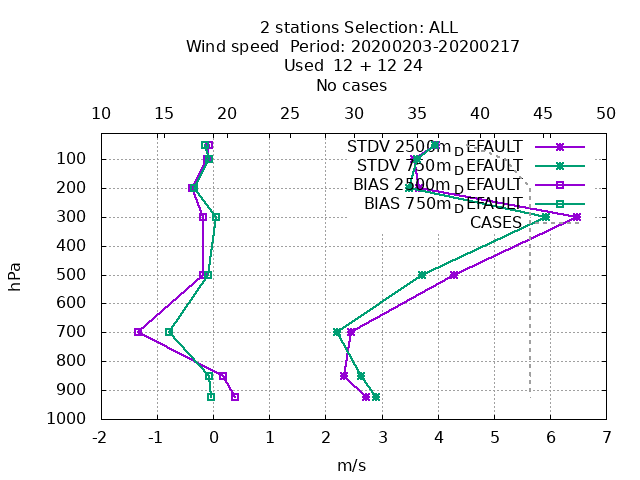 2 stations Selection: ALL
Wind speed  Period: 20200203-20200217
Used  12 + 12 24
No cases
10 15 20 25 30 35 40 45 50
STDV 2500m_DEFAULT
STDV 750m_DEFAULT
BIAS 2500m_DEFAULT
BIAS 750m_DEFAULT
CASES
hPa
100
200
300
400
500
600
700
800
900
1000
-2 -1 0 1 2 3 4 5 6 7
m/s